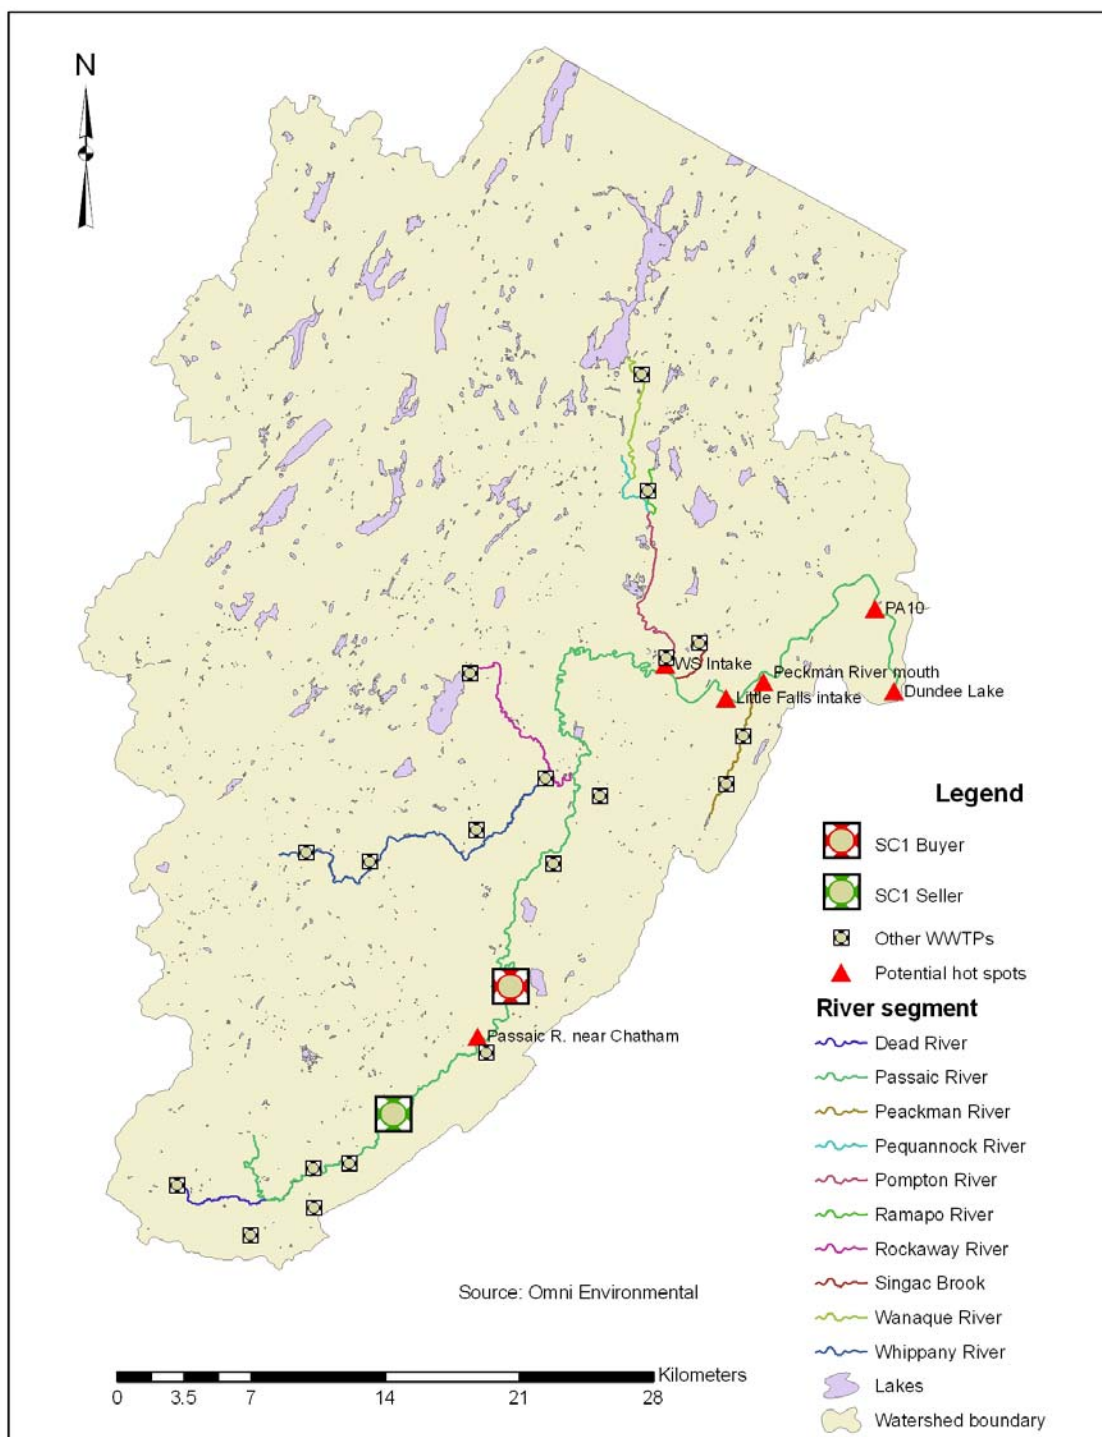 N
PA10
WS Intake
Peckman River mouth
Little Falls intake
Dundee Lake
Passaic R. near Chatham
Legend
SC1 Buyer
SC1 Seller
Other WWTPs
Potential hot spots
River segment
Dead River
Passaic River
Peackman River
Pequannock River
Pompton River
Ramapo River
Rockaway River
Singac Brook
Wanaque River
Whippany River
Lakes
Watershed boundary
Source: Omni Environmental
Kilometers
0 3.5 7 14 21 28